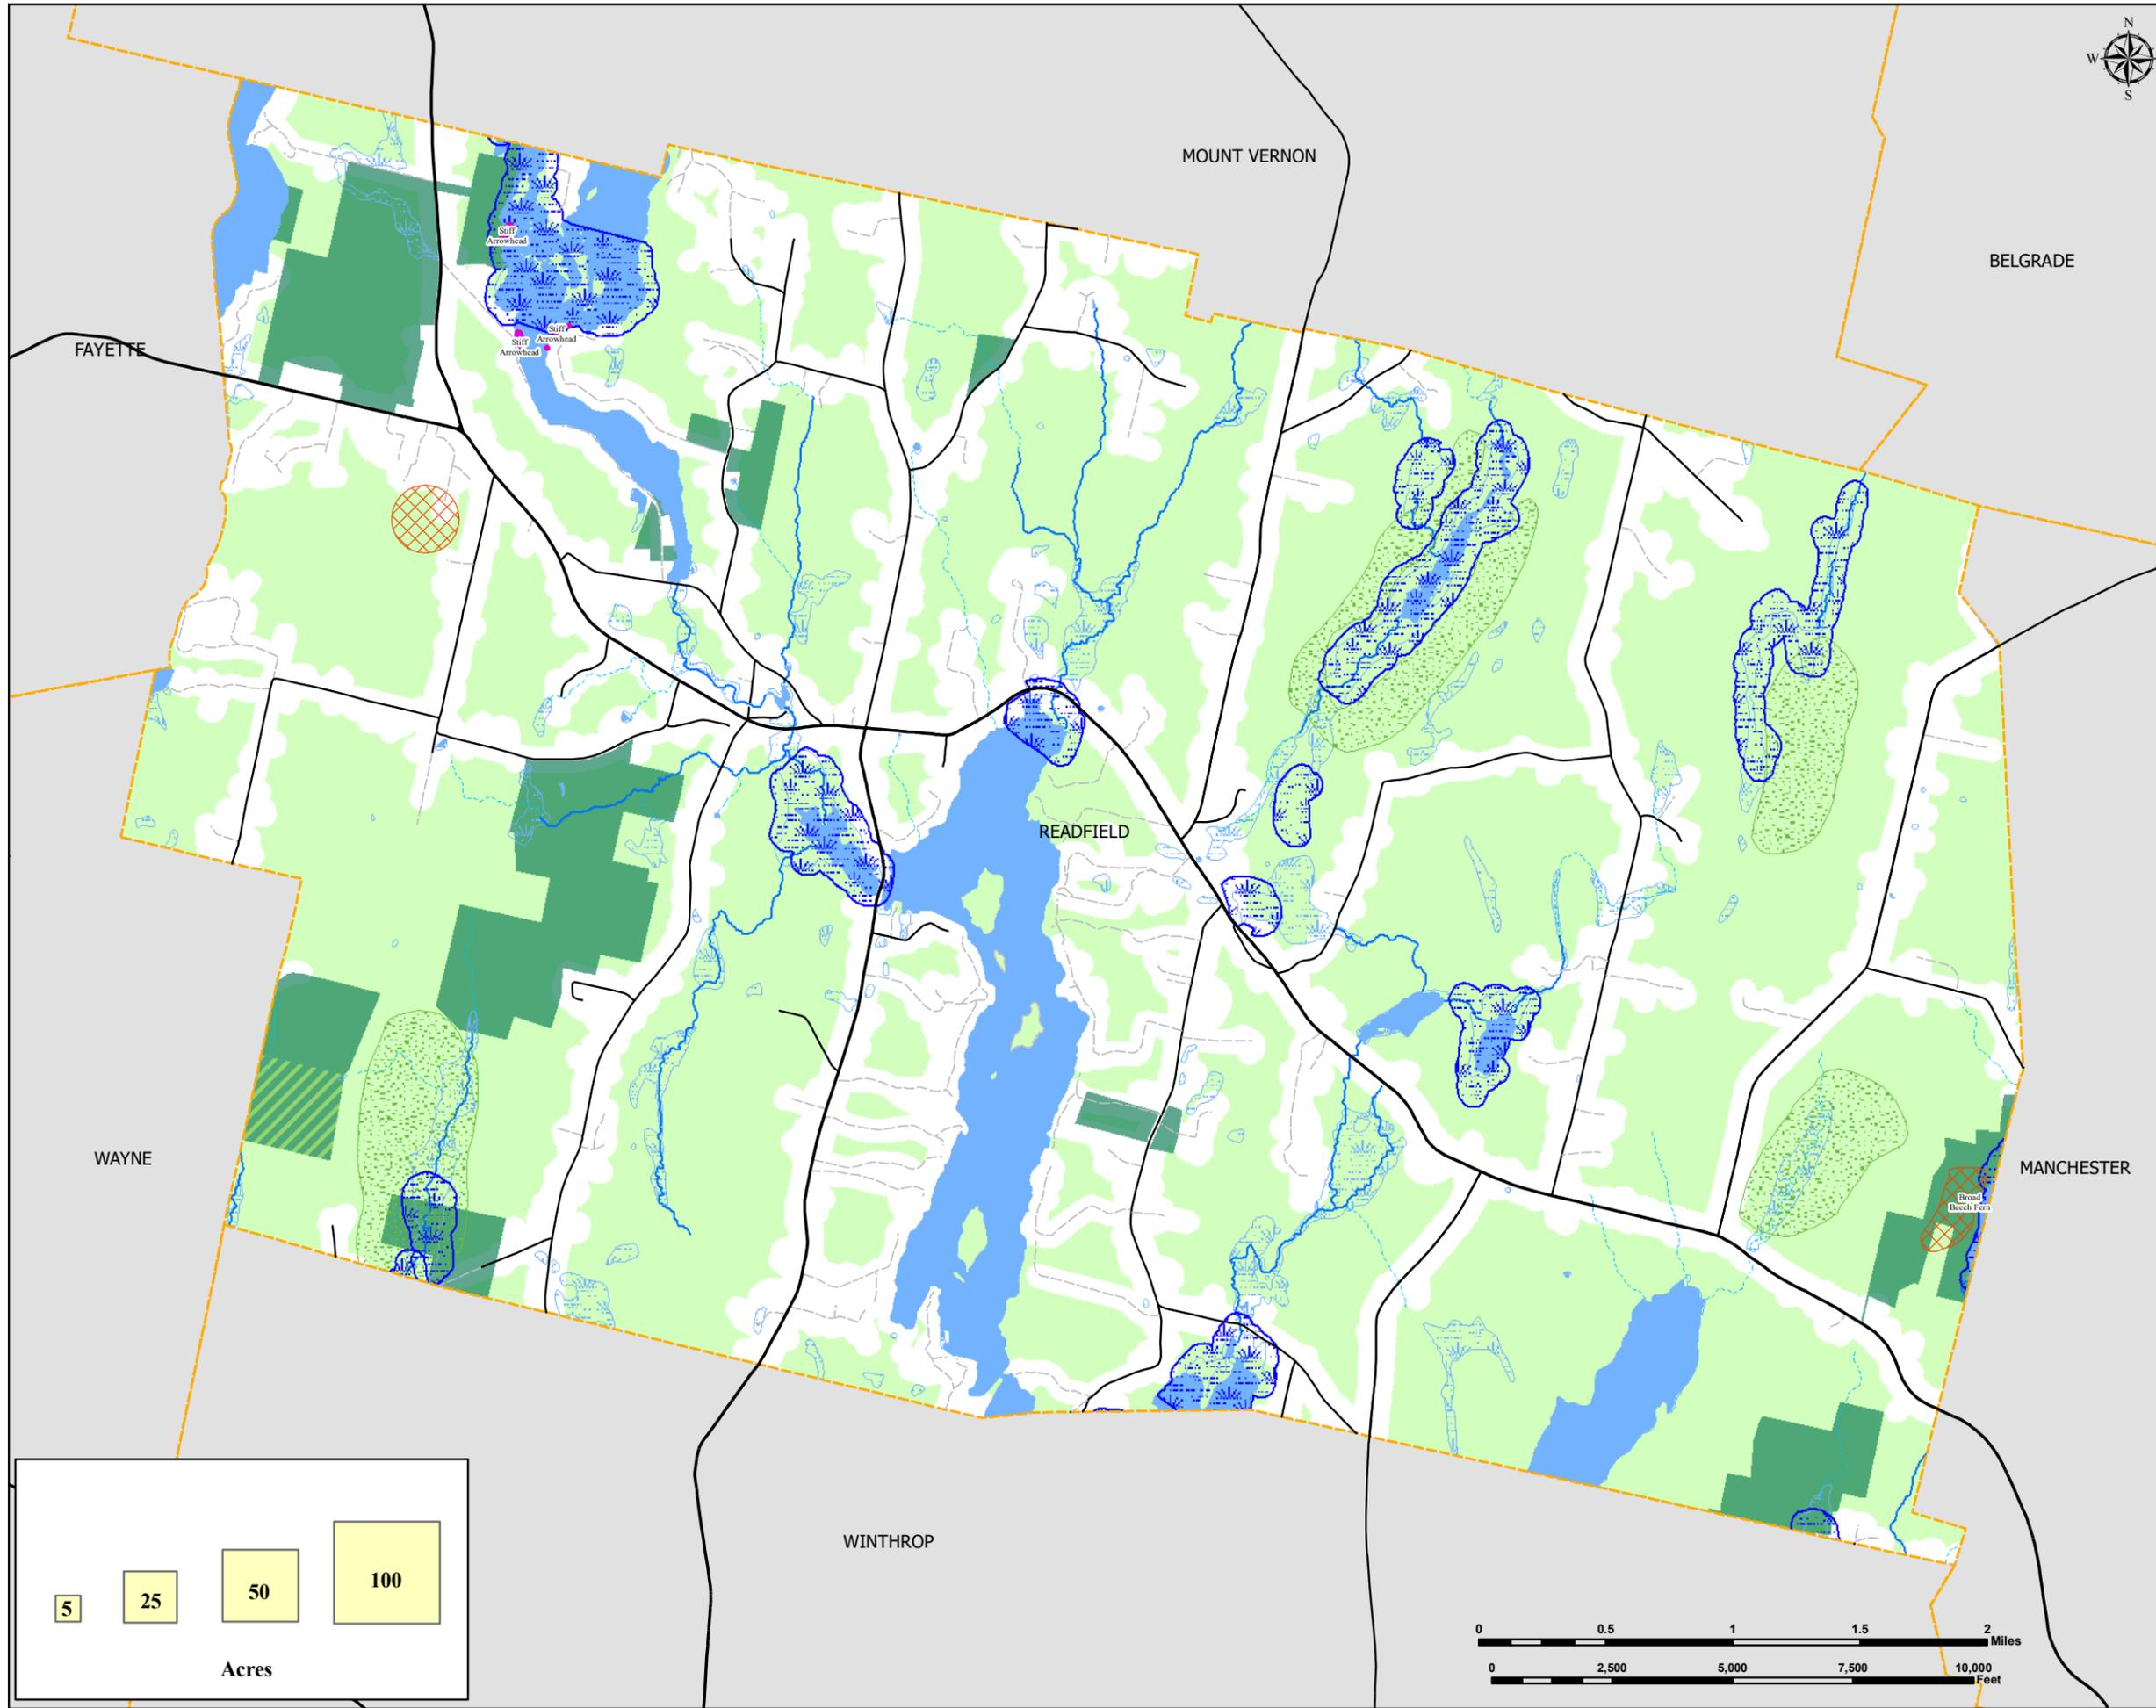 N
W
S
MOUNT VERNON
BELGRADE
Stiff
Arrowhead
Stiff
Arrowhead
Stiff
Arrowhead
FAYETTE
READFIELD
WAYNE
MANCHESTER
Broad
Beech Fern
WINTHROP
5
25
50
100
Acres
0 0.5 1 1.5 2
Miles
0 2,500 5,000 7,500 10,000
Feet